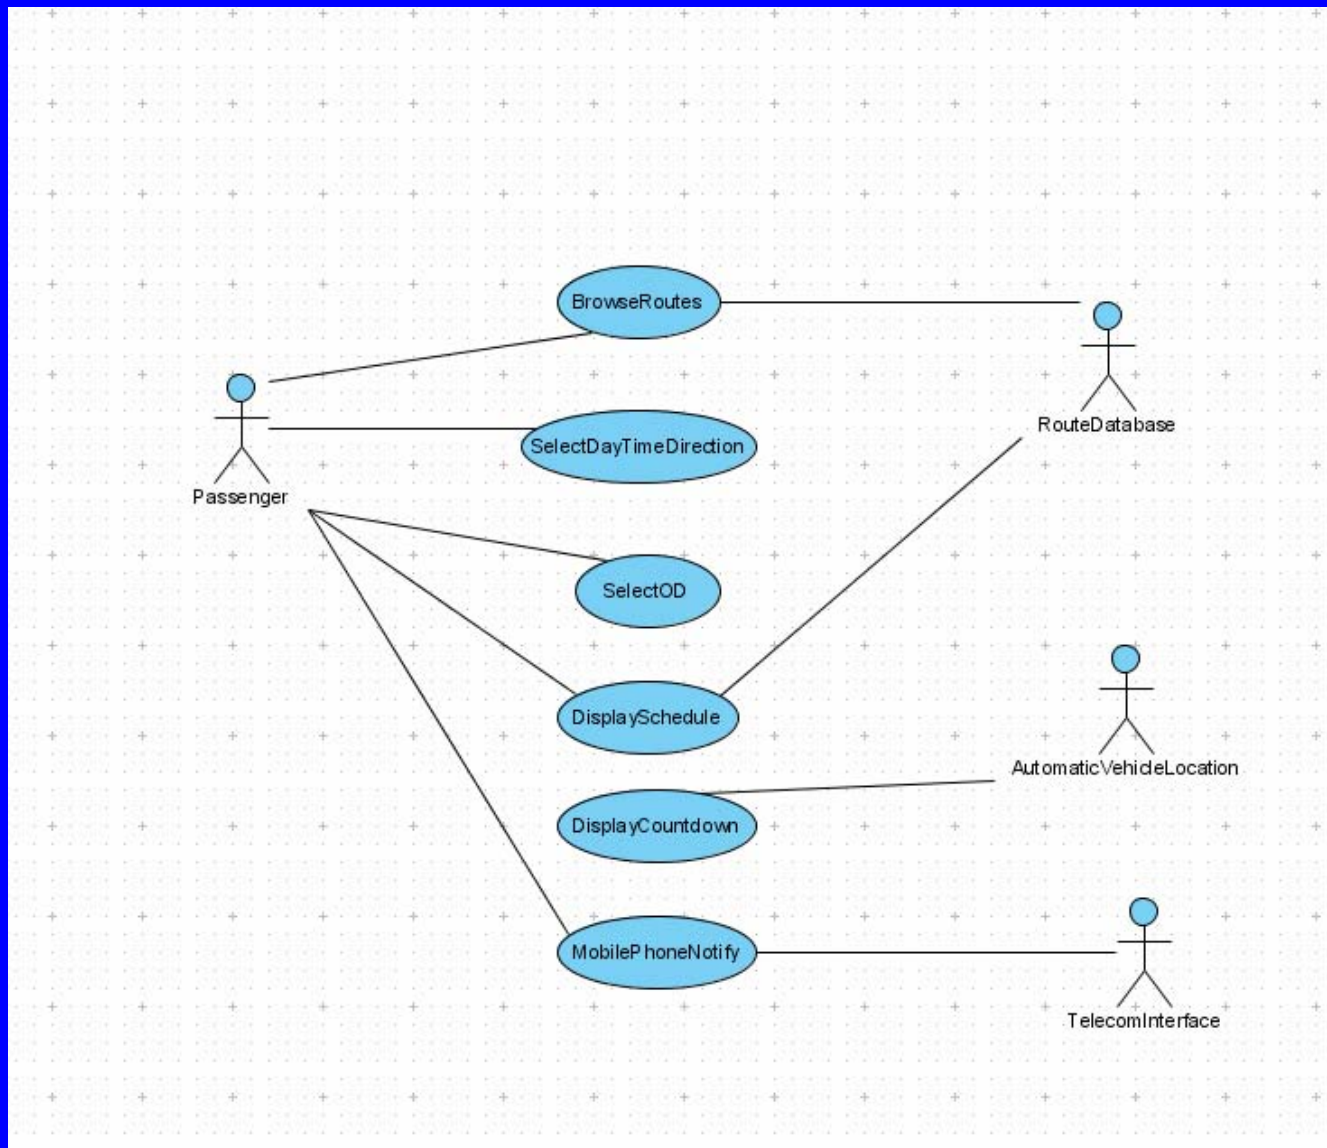 BrowseRoutes
RouteDatabase
SelectDayTimeDirection
Passenger
SelectOD
DisplaySchedule
AutomaticVehicleLocation
DisplayCountdown
MobilePhoneNotify
TelecomInterface